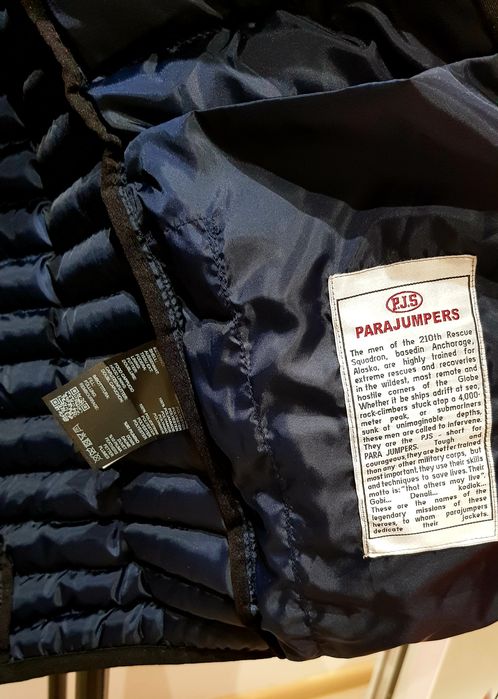 P.J.S
PARAJUMPERS
The men of the 210th Rescue
Squadron, basedin Anchorage,
Alaska, are highly trained for
extreme rescues and recoveries
in the wildest, most remote and
hostile corners of the Globe
Whether it be ships adrift at sea,
rock-climbers stuck atop a 4,000-
meter peak, or submariners
sunk at unimaginable depths,
these men are called to intervene.
They are the PJS - short for
PARA JUMPERS. Tough and
courageous, they are better trained
than any other military corps, but
most important, they use their skills
and techniques to save lives. Their
motto is: "that others may live".
Gobi... Denali... kodiak...
These are the names of the
legendary missions of these
heroes, to whom parajumpers
dedicate their jackets.